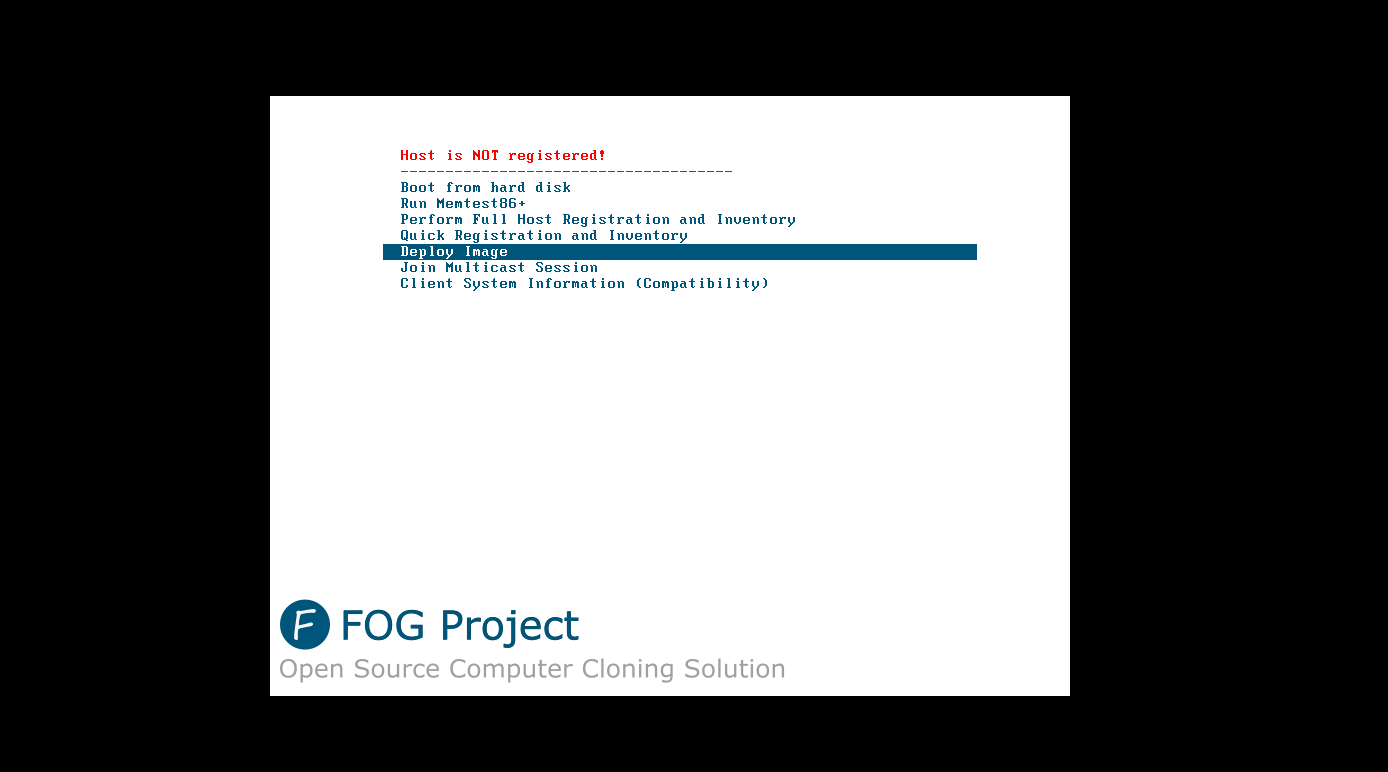 Host is NOT registered!
-------------------------------------
Boot from hard disk
Run Memtest86+
Perform Full Host Registration and Inventory
Quick Registration and Inventory
Deploy Image
Join Multicast Session
Client System Information (Compatibility)
F FOG Project
Open Source Computer Cloning Solution